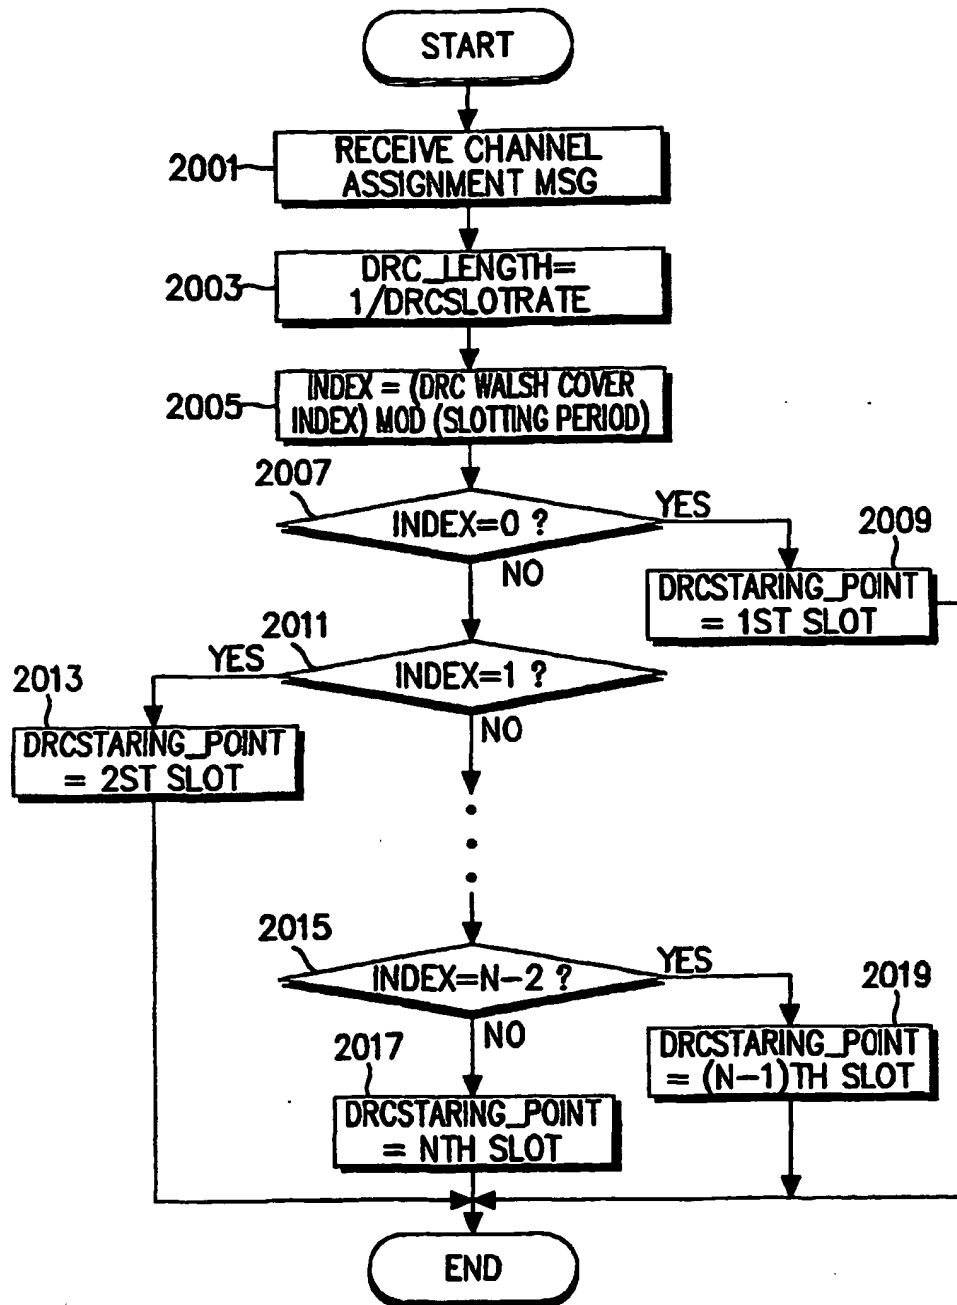 START
2001
RECEIVE CHANNEL
ASSIGNMENT MSG
2003
DRC_LENGTH=
1/DRCSLOTRATE
2005
INDEX = (DRC WALSH COVER
INDEX) MOD (SLOTTING PERIOD)
2007
INDEX=0 ?
YES
NO
2009
DRCSTARING_POINT
= 1ST SLOT
2011
INDEX=1 ?
YES
NO
2013
DRCSTARING_POINT
= 2ST SLOT
2015
INDEX=N-2 ?
YES
NO
2019
DRCSTARING_POINT
= (N-1)TH SLOT
2017
DRCSTARING_POINT
= NTH SLOT
END